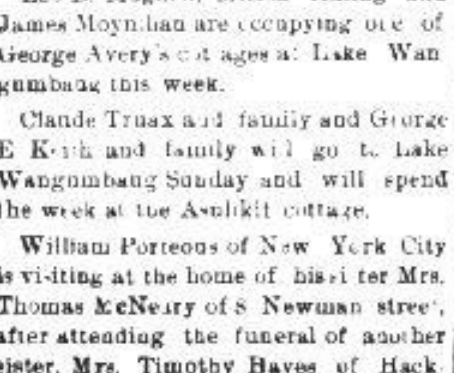 James Moynihan are occupying one of
George Avery's cottages at Lake Wan
gumbaug this week.
Claude Truax and family and George
E Keith and family will go to Lake
Wangumbaug Sunday and will spend
the week at the cottage.
William Porteous of New York City
is visiting at the home of his sister Mrs.
Thomas McNeary of 8 Newman street,
after attending the funeral of another
sister, Mrs. Timothy Hayes of Hack-